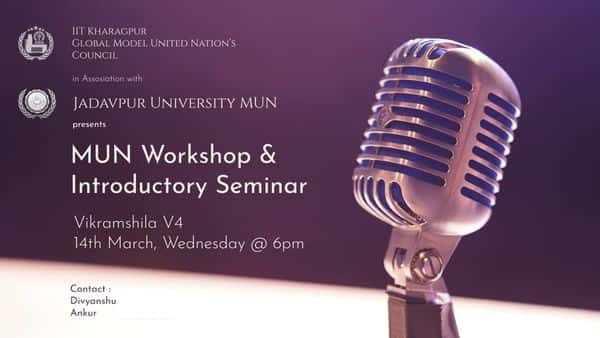 IIT Kharagpur
Global Model United Nation's
Council
in Assosiation with
Jadavpur University MUN
presents
MUN Workshop &
Introductory Seminar
Vikramshila V4
14th March, Wednesday @ 6pm
Contact :
Divyanshu
Ankur